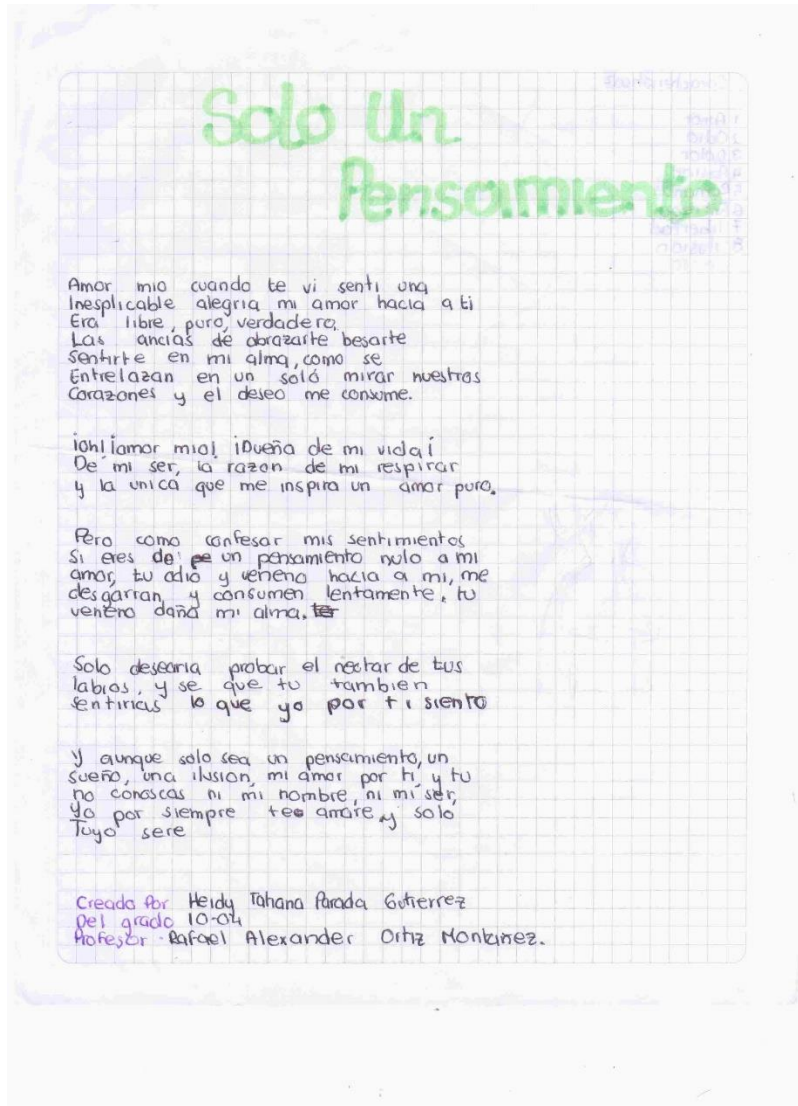 Solo Un
Pensamiento
Amor mio cuando te vi senti una
Inesplicable alegria mi amor hacia a ti
Era libre, puro, verdadero,
Las ancias de abrazarte besarte
Sentirte en mi alma, como se
Entrelazan en un soló mirar nuestros
Corazones y el deseo me consume.
¡Oh! ¡amor mio! ¡Dueña de mi vida¡
De mi ser, la razon de mi respirar
y la unica que me inspira un amor puro.
Pero como confesar mis sentimientos
Si eres de un pensamiento nulo a mi
amor, tu odio y veneno hacia a mi, me
desgarran y consumen lentamente, tu
veneno daña mi alma.
Solo desearia probar el nectar de tus
labios, y se que tu tambien
sentirias lo que yo por ti siento
Y aunque solo sea un pensamiento, un
sueño, una ilusion, mi amor por ti y tu
no conoscas ni mi nombre, ni mi ser,
Yo por siempre te amare y solo
Tuyo sere
Creado Por Heidy Tahana Parada Gutierrez
Del grado 10-04
Profesor Rafael Alexander Ortiz Montañez.